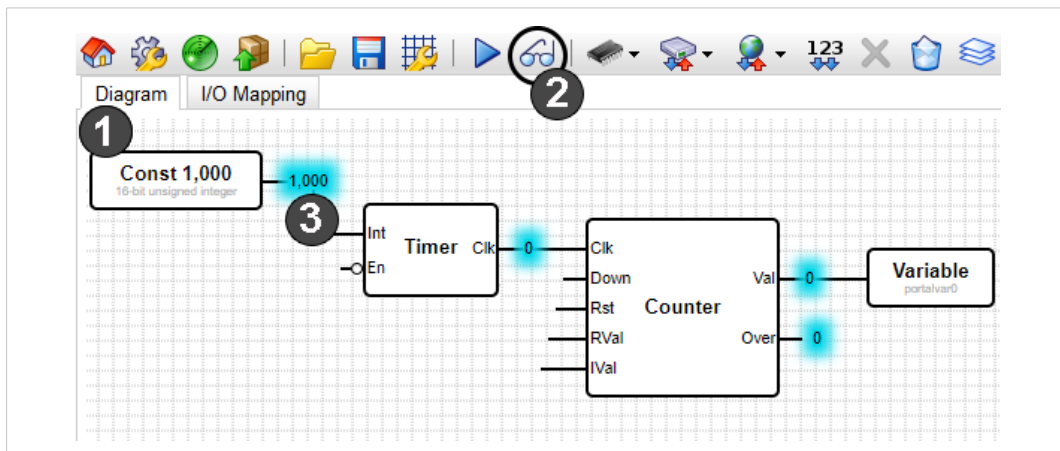 123
2
Diagram
I/O Mapping
1
Const 1,000
16-bit unsigned integer
1,000
3
Int
En
Timer
Clk
0
Clk
Down
Rst
RVal
IVal
Counter
Val
Over
0
0
Variable
portalvar0